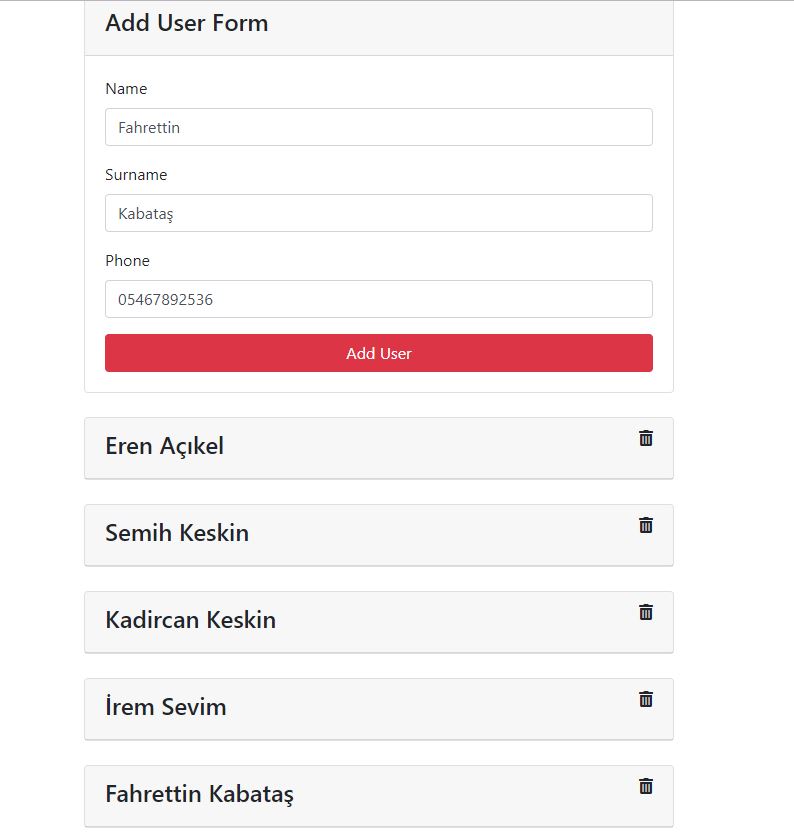 Add User Form
Name
Fahrettin
Surname
Kabataş
Phone
05467892536
Add User
Eren Açıkel
Semih Keskin
Kadircan Keskin
İrem Sevim
Fahrettin Kabataş